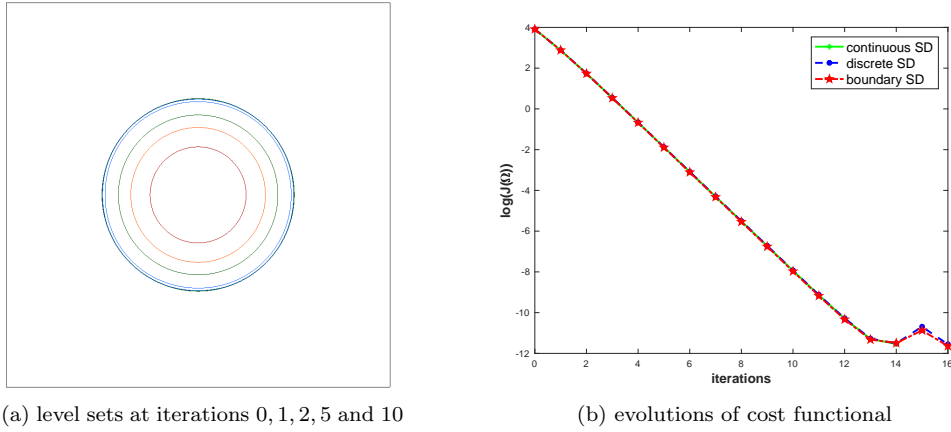 4
2
0
-2
-4
-6
-8
-10
-12
log(J(Ω))
0 2 4 6 8 10 12 14 16
iterations
continuous SD
discrete SD
boundary SD
(a) level sets at iterations 0, 1, 2, 5 and 10
(b) evolutions of cost functional